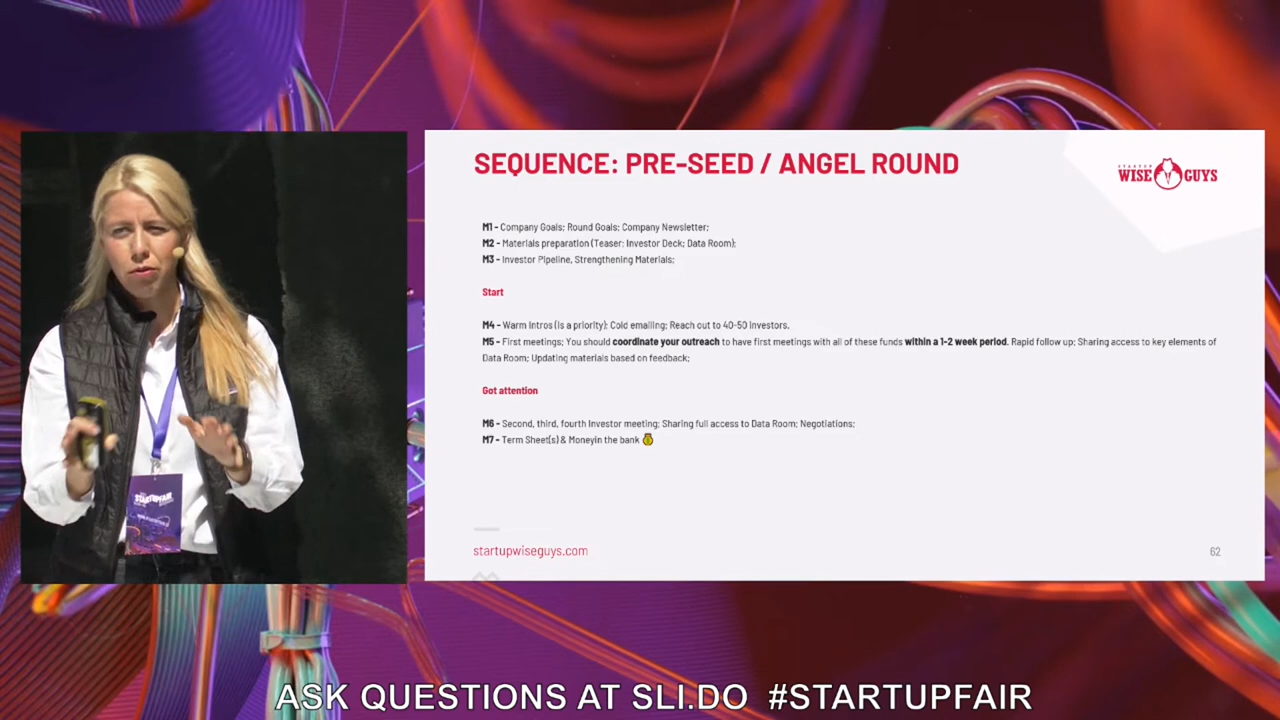 SEQUENCE: PRE-SEED / ANGEL ROUND
STARTUP
WISE GUYS
M1 - Company Goals; Round Goals; Company Newsletter;
M2 - Materials preparation (Teaser; Investor Deck; Data Room);
M3 - Investor Pipeline, Strengthening Materials;
Start
M4 - Warm Intros (is a priority); Cold emailing; Reach out to 40-50 investors.
M5 - First meetings; You should coordinate your outreach to have first meetings with all of these funds within a 1-2 week period. Rapid follow up; Sharing access to key elements of
Data Room; Updating materials based on feedback;
Got attention
M6 - Second, third, fourth Investor meeting; Sharing full access to Data Room; Negotiations;
M7 - Term Sheet(s) & Moneyin the bank 💰
startupwiseguys.com
62
STARTUPFAIR
ASK QUESTIONS AT SLI.DO #STARTUPFAIR